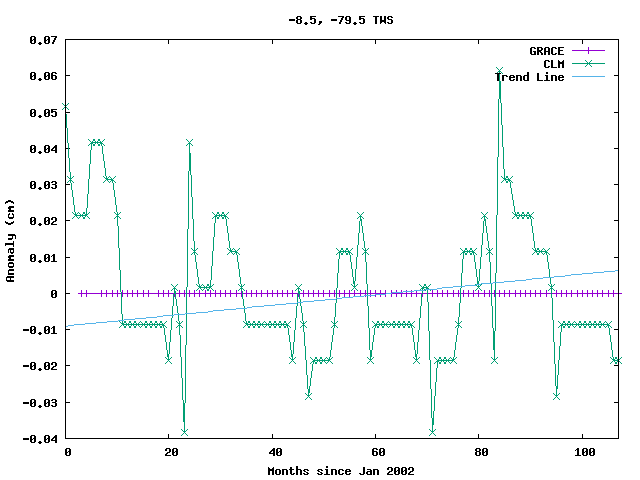 -8.5, -79.5 TWS
0.07
0.06
0.05
0.04
0.03
0.02
0.01
0
-0.01
-0.02
-0.03
-0.04
Anomaly (cm)
GRACE
CLM
Trend Line
0 20 40 60 80 100
Months since Jan 2002